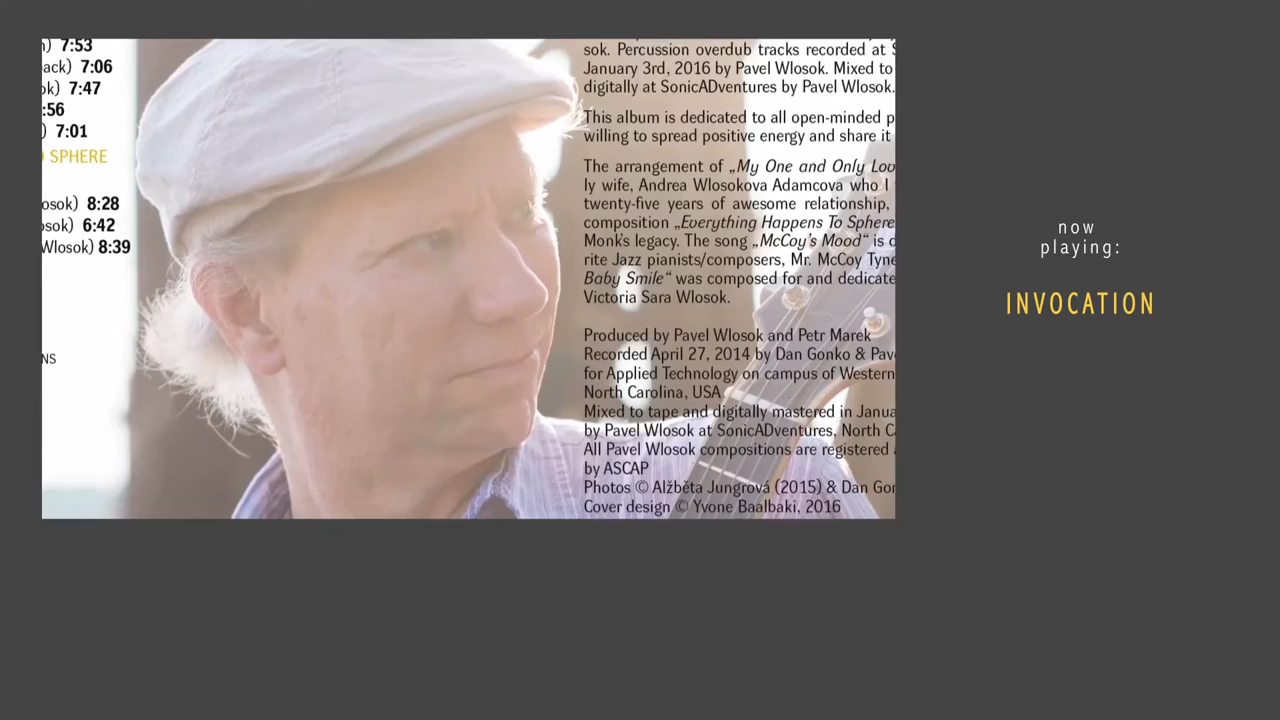 7:53
7:06
7:47
:56
7:01
SPHERE
8:28
6:42
Wlosok) 8:39
NS
sok. Percussion overdub tracks recorded at
January 3rd, 2016 by Pavel Wlosok. Mixed to
digitally at SonicADventures by Pavel Wlosok.
This album is dedicated to all open-minded p
willing to spread positive energy and share it
The arrangement of „My One and Only Lov
ly wife, Andrea Wlosokova Adamcova who I
twenty-five years of awesome relationship,
composition „Everything Happens To Sphere
Monk's legacy. The song „McCoy's Mood“ is
rite Jazz pianists/composers, Mr. McCoy Tyne
Baby Smile“ was composed for and dedicate
Victoria Sara Wlosok.
Produced by Pavel Wlosok and Petr Marek
Recorded April 27, 2014 by Dan Gonko & Pav
for Applied Technology on campus of Western
North Carolina, USA
Mixed to tape and digitally mastered in Janua
by Pavel Wlosok at SonicADventures, North C
All Pavel Wlosok compositions are registered
by ASCAP
Photos © Alžběta Jungrová (2015) & Dan Gon
Cover design © Yvone Baalbaki, 2016
now
playing:
INVOCATION